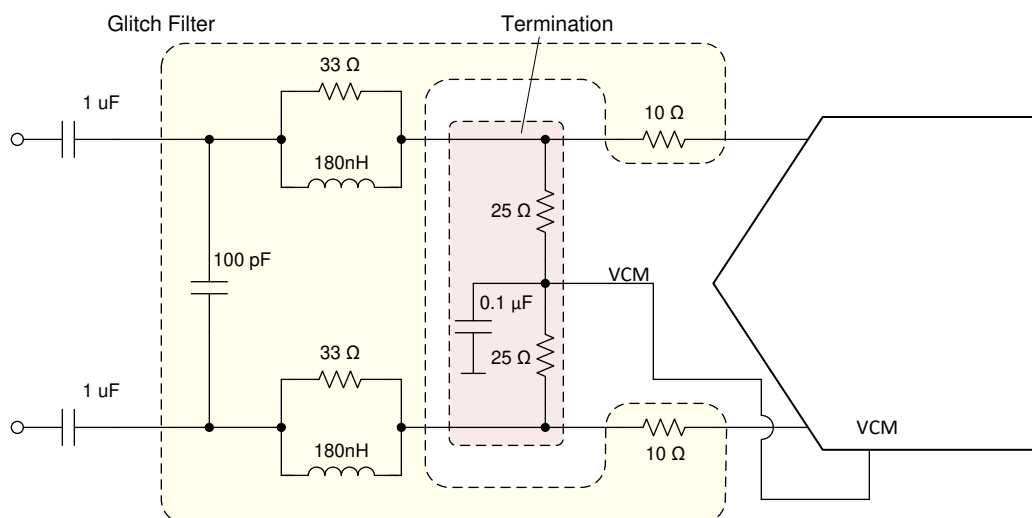 Glitch Filter
Termination
33 Ω
1 uF
10 Ω
180nH
25 Ω
100 pF
VCM
0.1 µF
33 Ω
25 Ω
1 uF
VCM
180nH
10 Ω